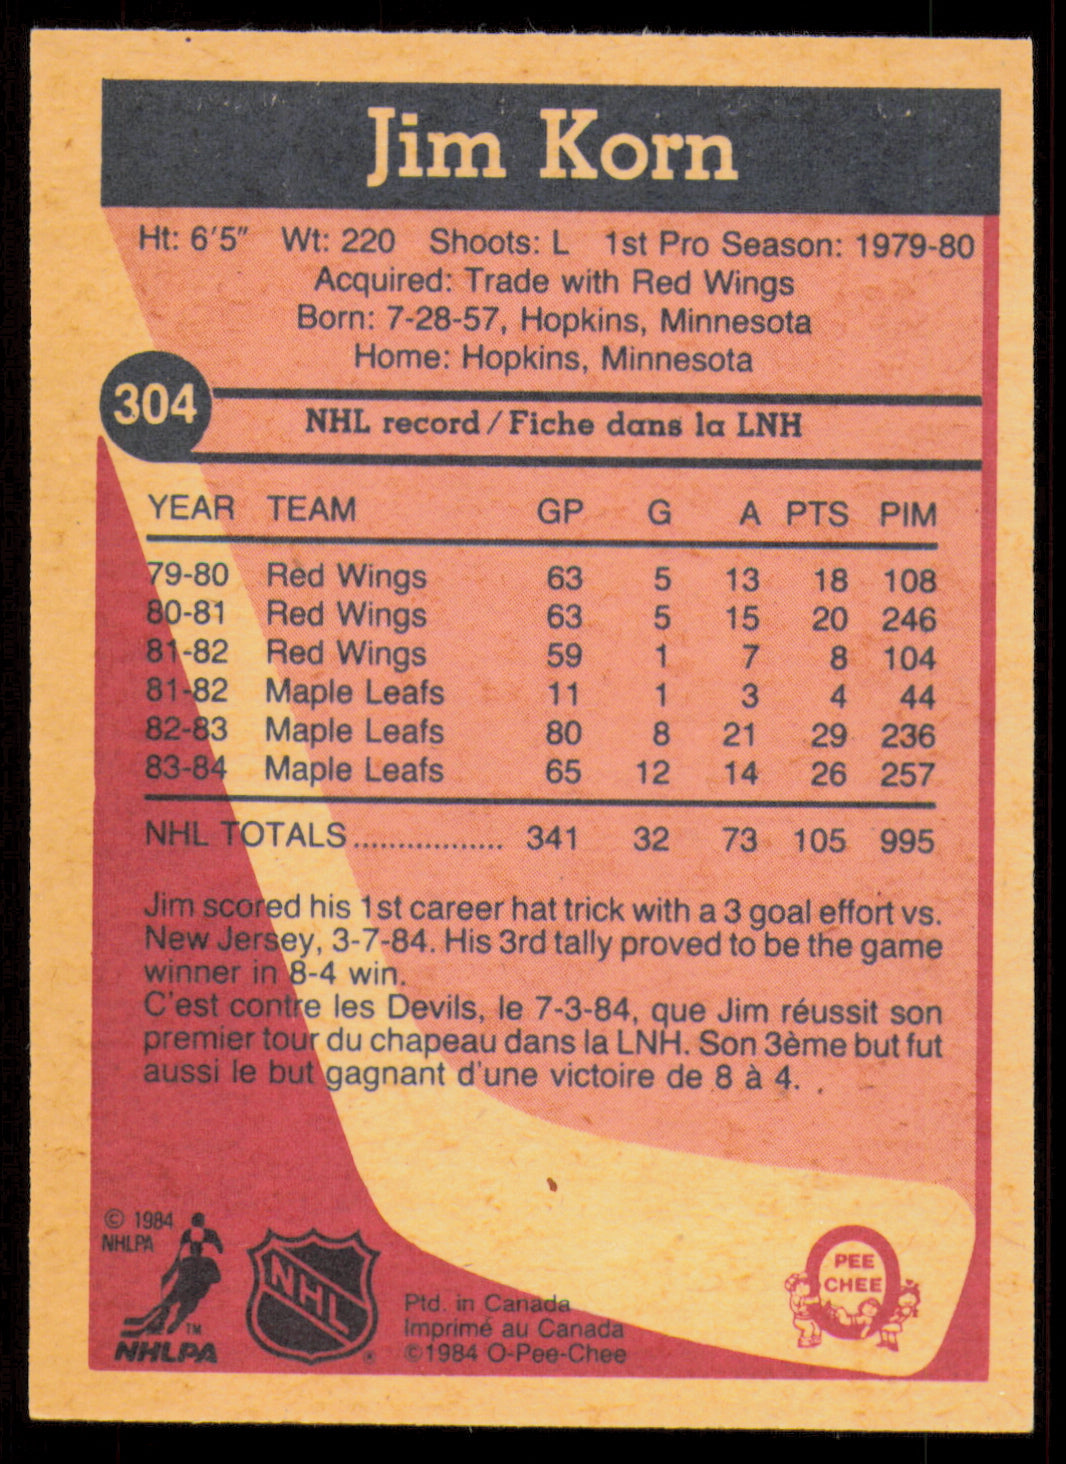 Jim Korn
Ht: 6'5" Wt: 220 Shoots: L 1st Pro Season: 1979-80
Acquired: Trade with Red Wings
Born: 7-28-57, Hopkins, Minnesota
Home: Hopkins, Minnesota
304
NHL record/Fiche dans la LNH
YEAR TEAM GP G A PTS PIM
79-80 Red Wings 63 5 13 18 108
80-81 Red Wings 63 5 15 20 246
81-82 Red Wings 59 1 7 8 104
81-82 Maple Leafs 11 1 3 4 44
82-83 Maple Leafs 80 8 21 29 236
83-84 Maple Leafs 65 12 14 26 257
NHL TOTALS................. 341 32 73 105 995
Jim scored his 1st career hat trick with a 3 goal effort vs.
New Jersey, 3-7-84. His 3rd tally proved to be the game
winner in 8-4 win.
C'est contre les Devils, le 7-3-84, que Jim réussit son
premier tour du chapeau dans la LNH. Son 3ème but fut
aussi le but gagnant d'une victoire de 8 à 4.
© 1984
NHLPA
TM
NHLPA
NHL
Ptd. in Canada
Imprimé au Canada
©1984 O-Pee-Chee
PEE
CHEE